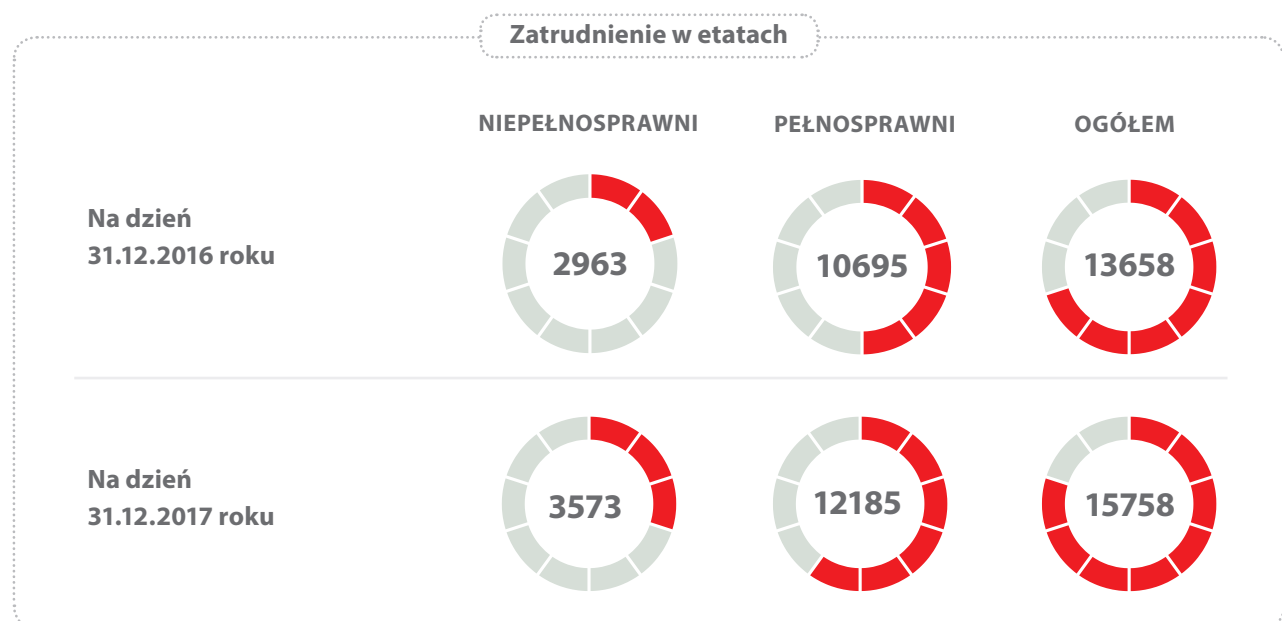 Zatrudnienie w etatach
NIEPEŁNOSPRAWNI PEŁNOSPRAWNI OGÓŁEM
Na dzień
31.12.2016 roku
2963 10695 13658
Na dzień
31.12.2017 roku
3573 12185 15758